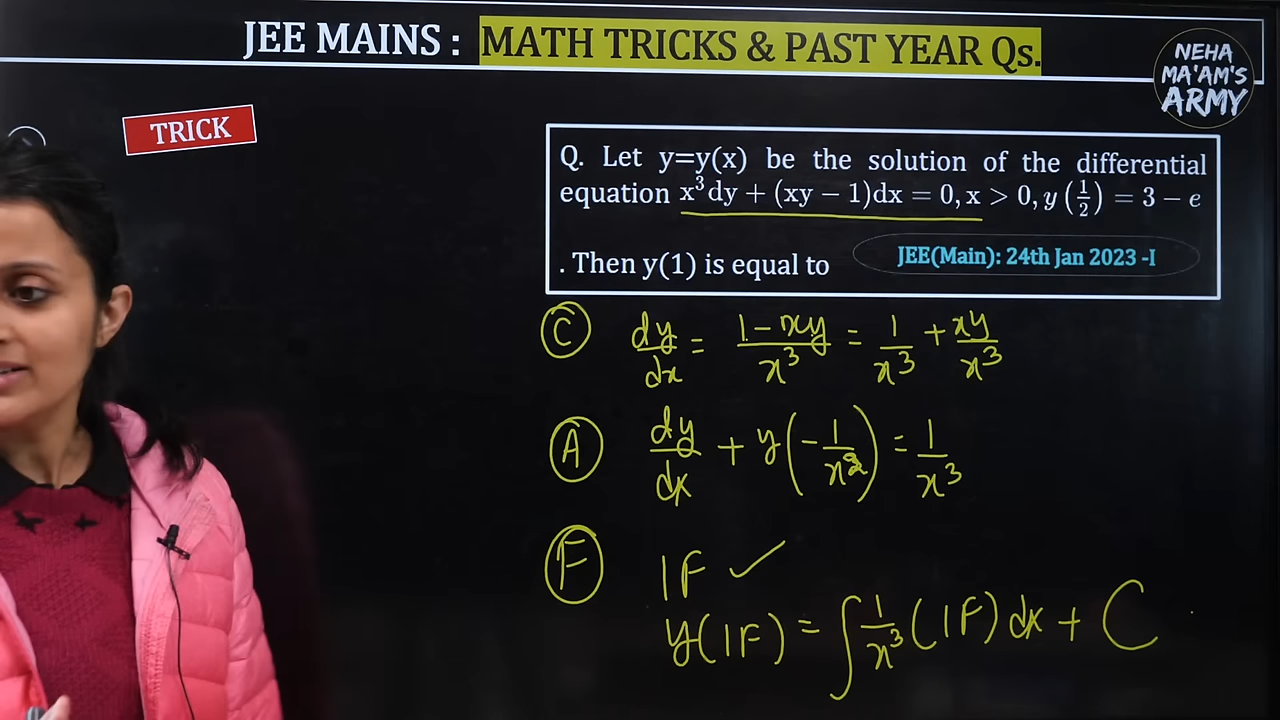 JEE MAINS : MATH TRICKS & PAST YEAR Qs.
NEHA
MA'AM'S
ARMY
TRICK
Q. Let y=y(x) be the solution of the differential
equation x³dy + (xy − 1)dx = 0, x > 0, y(1/2) = 3 − e
. Then y(1) is equal to
JEE(Main): 24th Jan 2023 -I
C dy/dx = 1-xy/x³ = 1/x³ + xy/x³
A dy/dx + y(-1/x²) = 1/x³
F IF ✓
y(IF) = ∫ 1/x³ (IF) dx + C